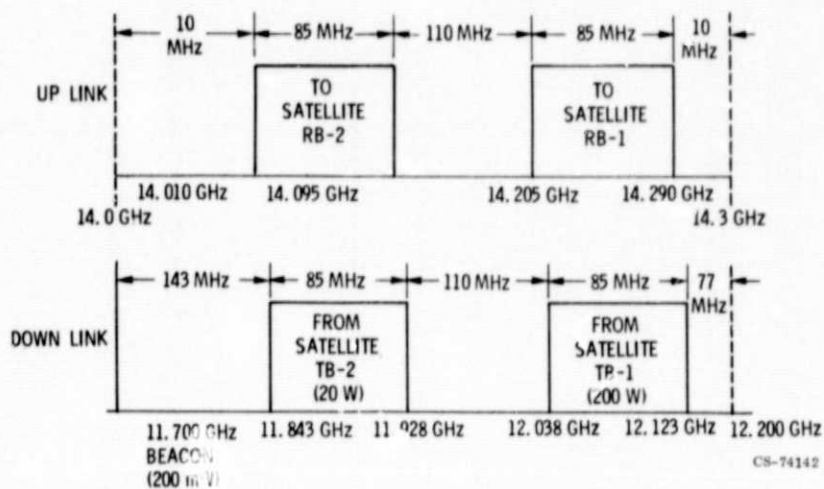 10 MHz
85 MHz
110 MHz
85 MHz
10 MHz
UP LINK
TO
SATELLITE
RB-2
TO
SATELLITE
RB-1
14.010 GHz
14.095 GHz
14.205 GHz
14.290 GHz
14.0 GHz
14.3 GHz
143 MHz
85 MHz
110 MHz
85 MHz
77 MHz
DOWN LINK
FROM
SATELLITE
TB-2
(20 W)
FROM
SATELLITE
TB-1
(200 W)
11.700 GHz
11.843 GHz
11.928 GHz
12.038 GHz
12.123 GHz
12.200 GHz
BEACON
CS-74142